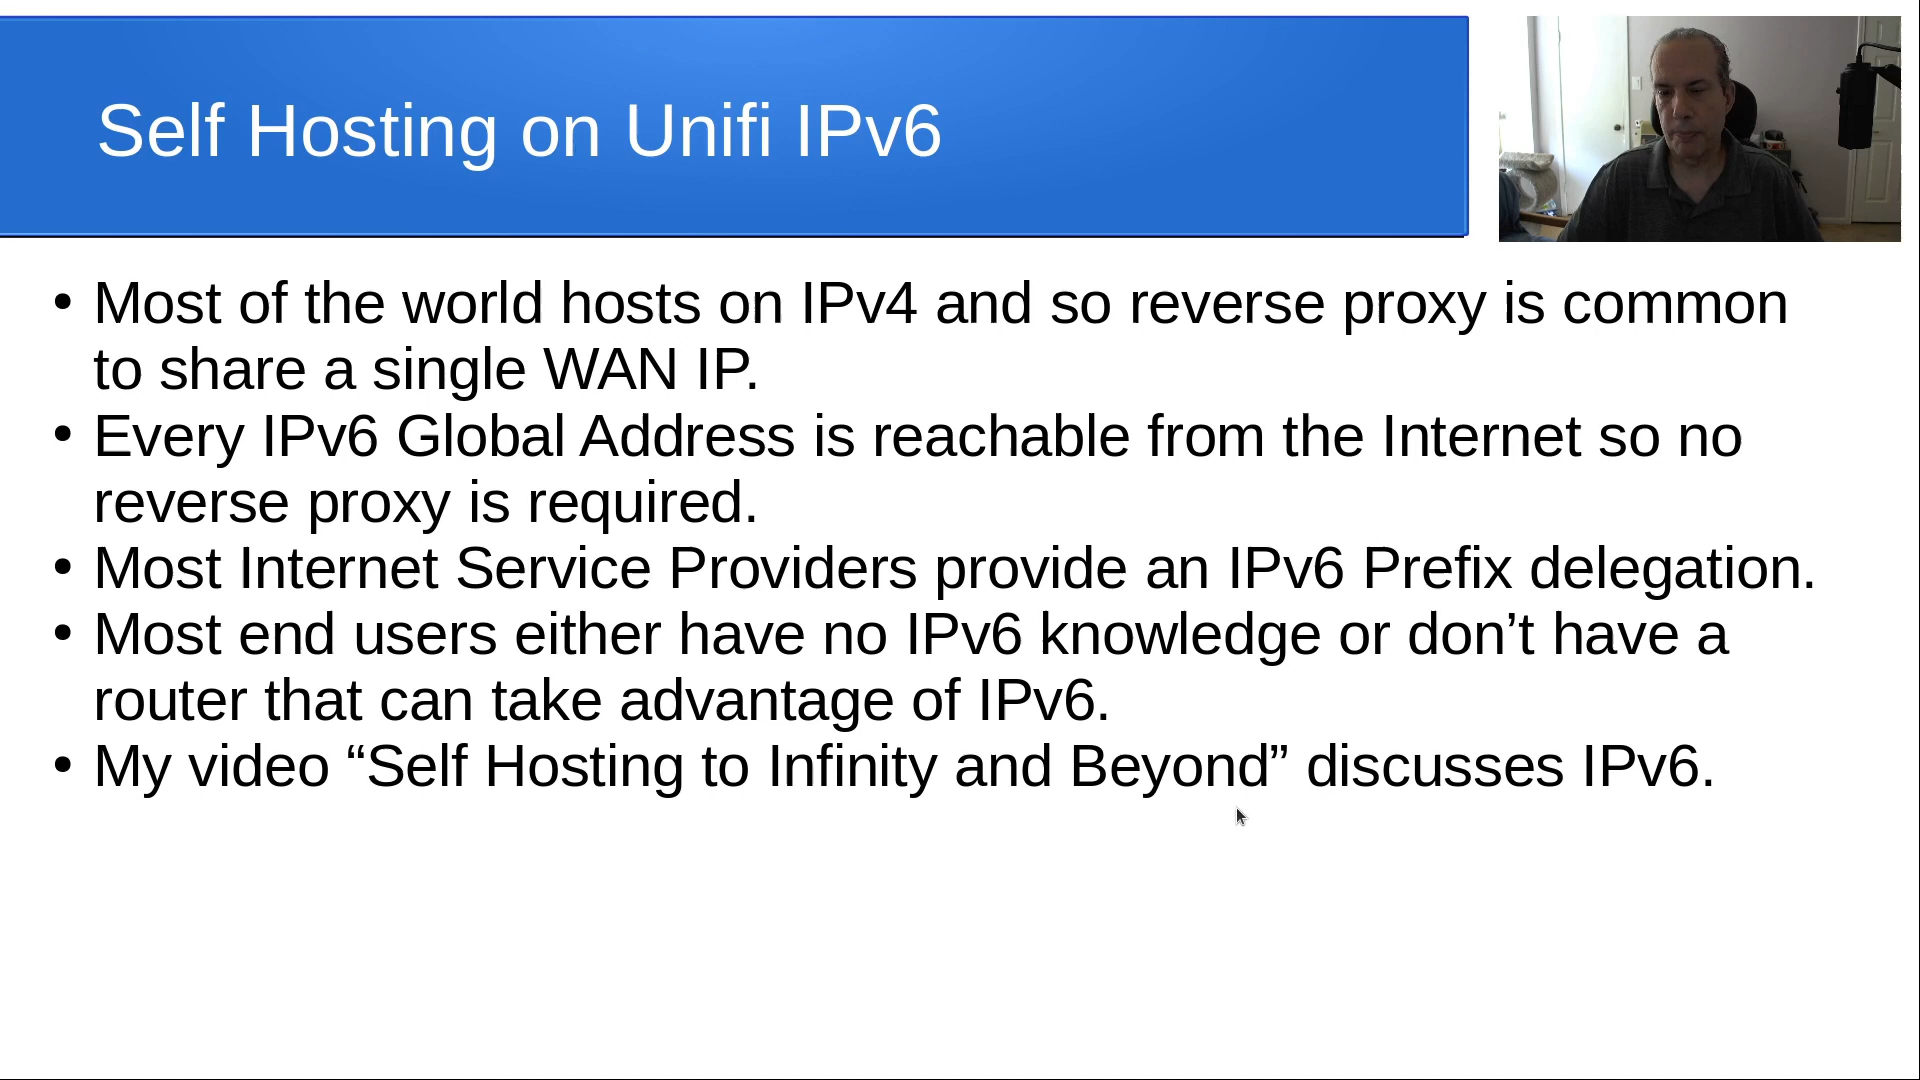 Self Hosting on Unifi IPv6
• Most of the world hosts on IPv4 and so reverse proxy is common
to share a single WAN IP.
• Every IPv6 Global Address is reachable from the Internet so no
reverse proxy is required.
• Most Internet Service Providers provide an IPv6 Prefix delegation.
• Most end users either have no IPv6 knowledge or don’t have a
router that can take advantage of IPv6.
• My video “Self Hosting to Infinity and Beyond” discusses IPv6.